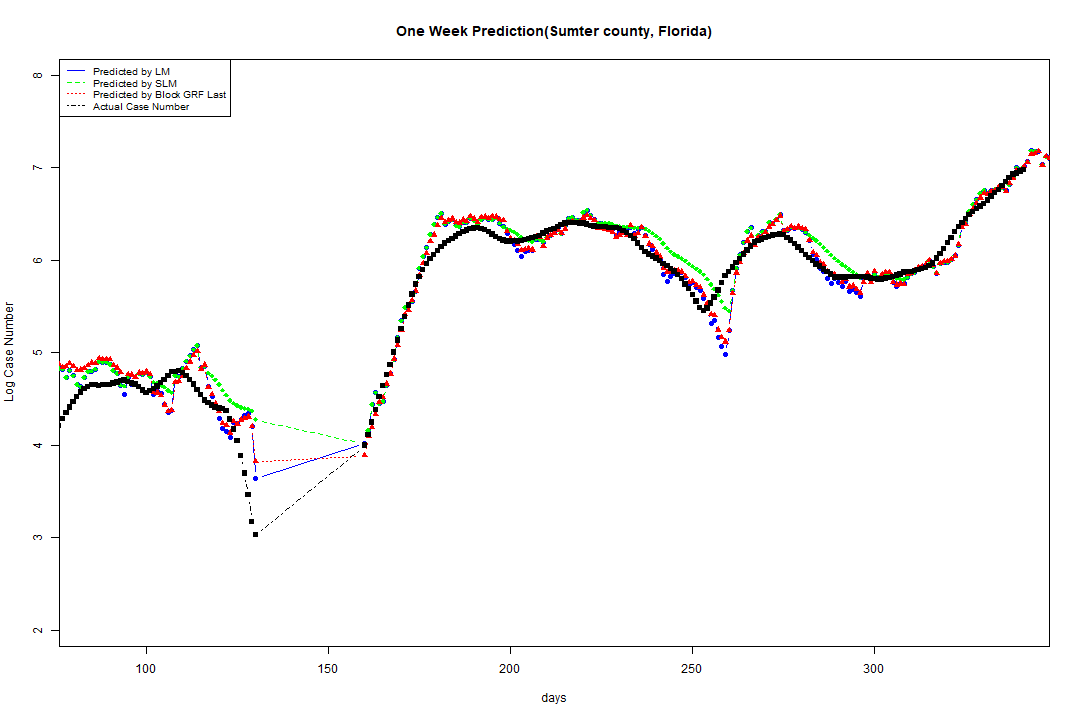 One Week Prediction(Sumter county, Florida)
Predicted by LM
Predicted by SLM
Predicted by Block GRF Last
Actual Case Number
8
7
6
5
4
3
2
Log Case Number
100 150 200 250 300
days